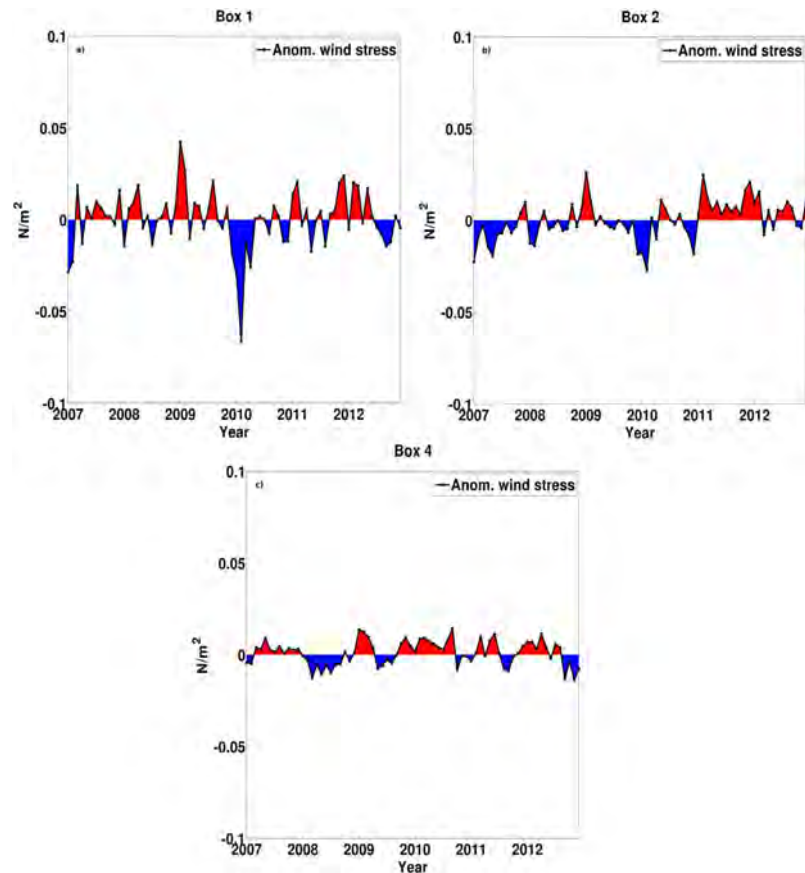 Box 1
0.1
a)
Anom. wind stress
0.05
N/m²
0
-0.05
-0.1
2007 2008 2009 2010 2011 2012
Year
Box 2
0.1
b)
Anom. wind stress
0.05
N/m²
0
-0.05
-0.1
2007 2008 2009 2010 2011 2012
Year
Box 4
0.1
c)
Anom. wind stress
0.05
N/m²
0
-0.05
-0.1
2007 2008 2009 2010 2011 2012
Year